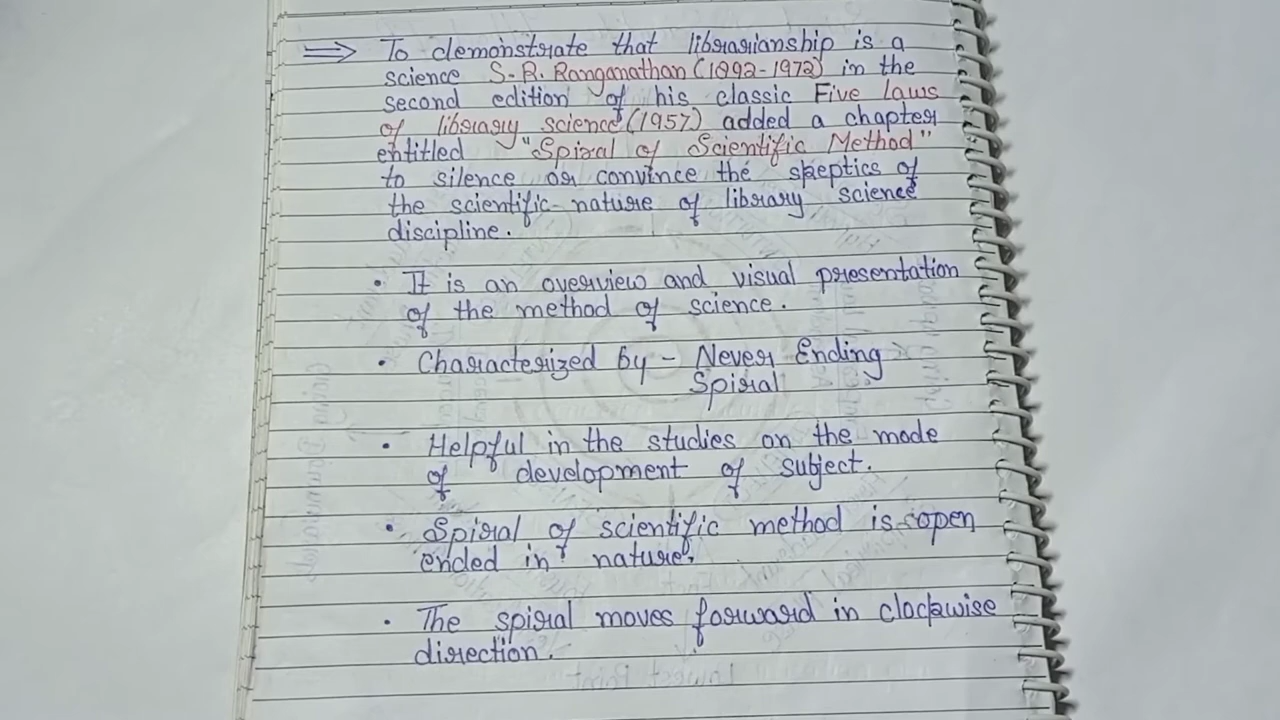 ⇒ To demonstrate that librarianship is a
science S.R. Ranganathan (1892-1972) in the
second edition of his classic Five laws
of library science (1957) added a chapter
entitled "Spiral of Scientific Method"
to silence or convince the skeptics of
the scientific nature of library science
discipline.
• It is an overview and visual presentation
of the method of science.
• Characterized by - Never Ending
Spiral
• Helpful in the studies on the mode
of development of subject.
• Spiral of scientific method is open
ended in nature.
• The spiral moves forward in clockwise
direction.